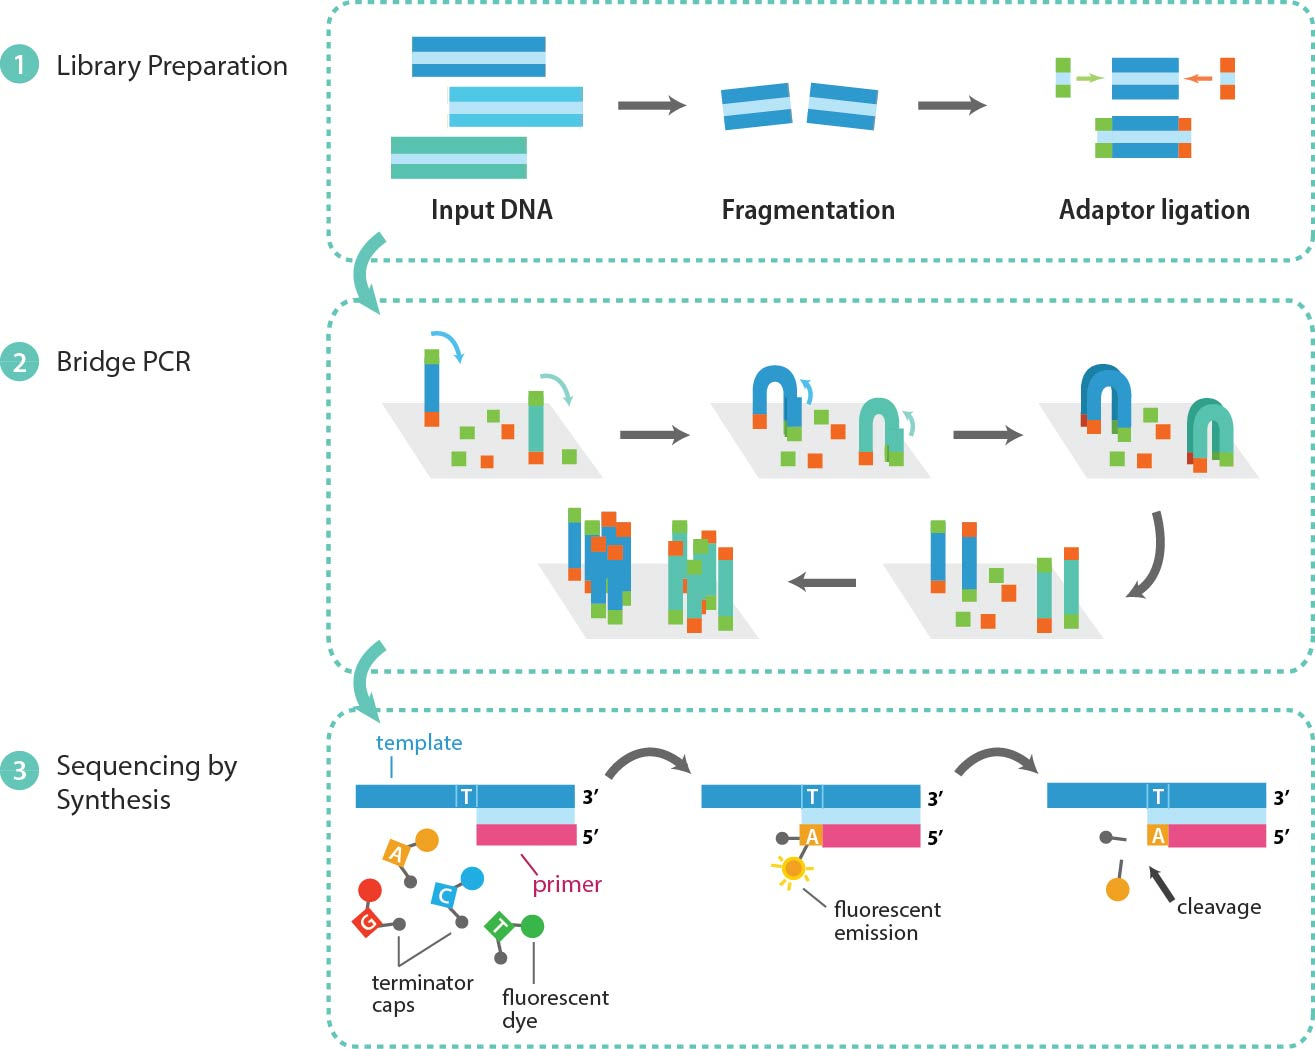 1 Library Preparation
Input DNA
Fragmentation
Adaptor ligation
2 Bridge PCR
3 Sequencing by
Synthesis
template
T 3′
5′
primer
A
C
G
T
terminator
caps
fluorescent
dye
T 3′
A 5′
fluorescent
emission
T 3′
A 5′
cleavage